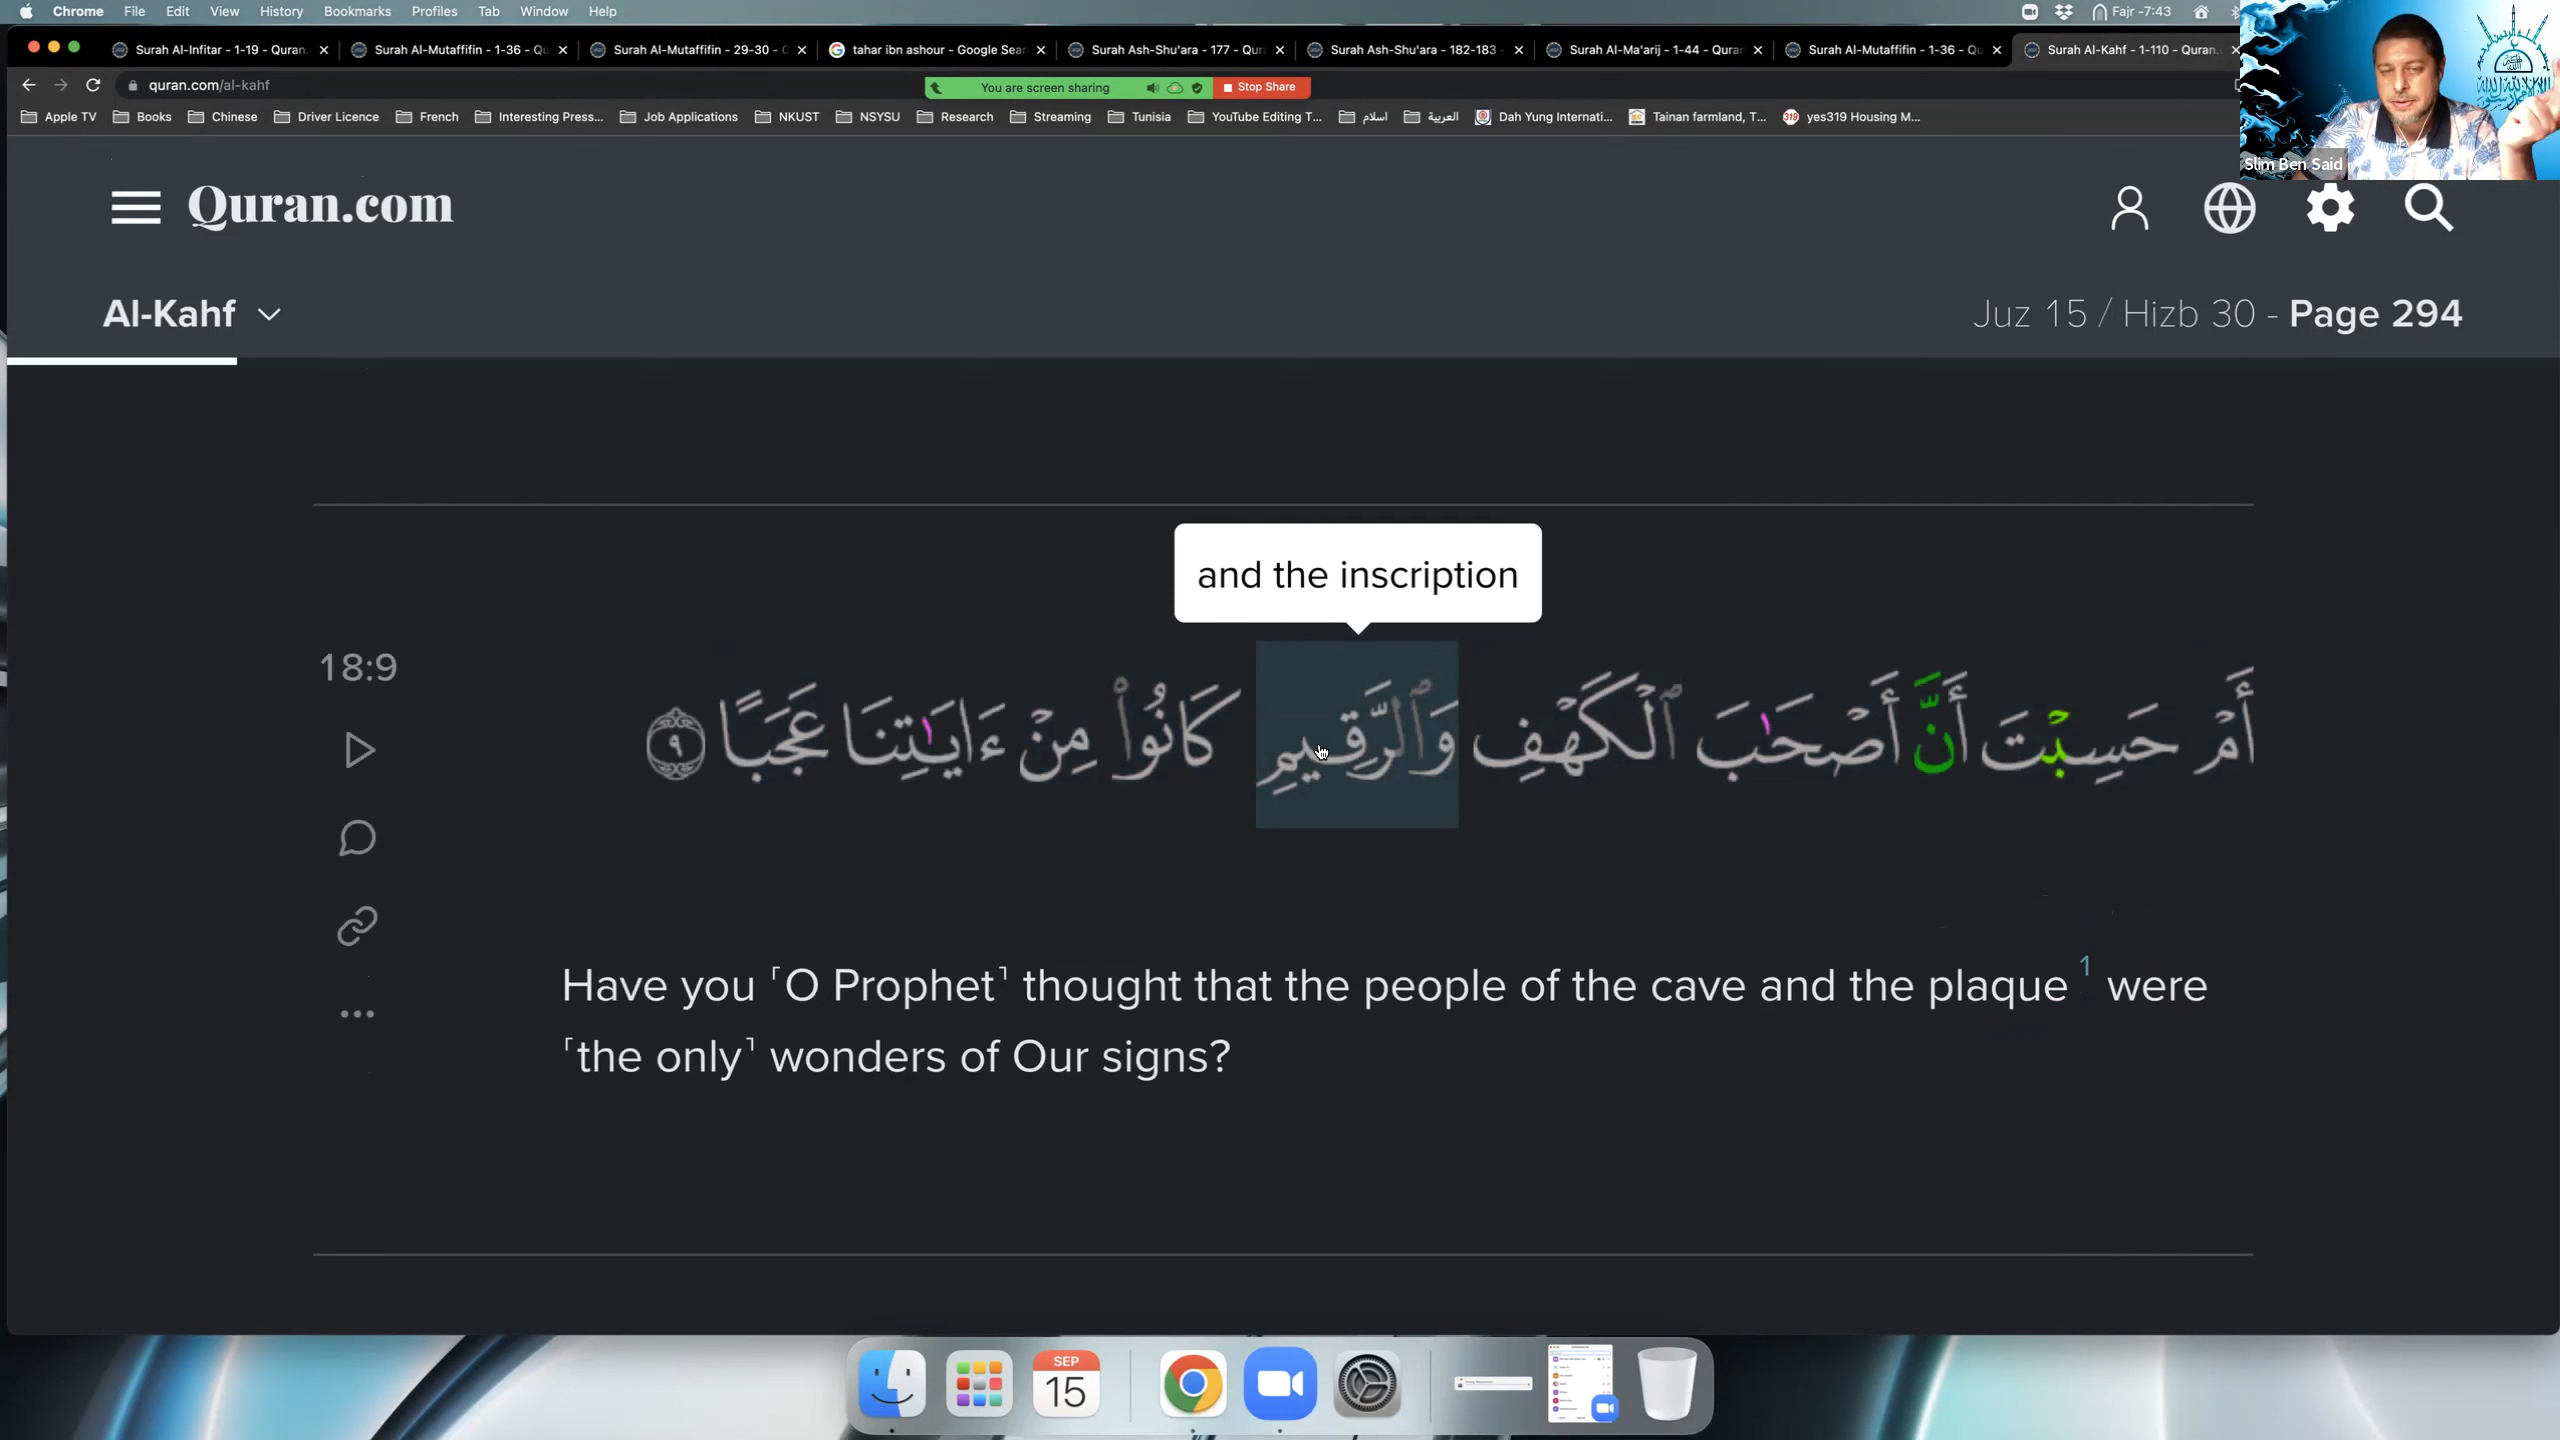 Chrome File Edit View History Bookmarks Profiles Tab Window Help
Fajr -7:43
Surah Al-Infitar - 1-19 - Quran. Surah Al-Mutaffifin - 1-36 - Qu Surah Al-Mutaffifin - 29-30 - tahar ibn ashour - Google Sear Surah Ash-Shu'ara - 177 - Qur Surah Ash-Shu'ara - 182-183 - Surah Al-Ma'arij - 1-44 - Quran Surah Al-Mutaffifin - 1-36 - Qu Surah Al-Kahf - 1-110 - Quran.
quran.com/al-kahf
You are screen sharing Stop Share
Apple TV Books Chinese Driver Licence French Interesting Press... Job Applications NKUST NSYSU Research Streaming Tunisia YouTube Editing T... اسلام العربية Dah Yung Internati... Tainan farmland, T... yes319 Housing M...
Slim Ben Said
Quran.com
Al-Kahf Juz 15 / Hizb 30 - Page 294
and the inscription
18:9
أَمْ حَسِبْتَ أَنَّ أَصْحَٰبَ ٱلْكَهْفِ وَٱلرَّقِيمِ كَانُوا۟ مِنْ ءَايَٰتِنَا عَجَبًا ٩
Have you ˹O Prophet˺ thought that the people of the cave and the plaque 1 were
˹the only˺ wonders of Our signs?
SEP
15